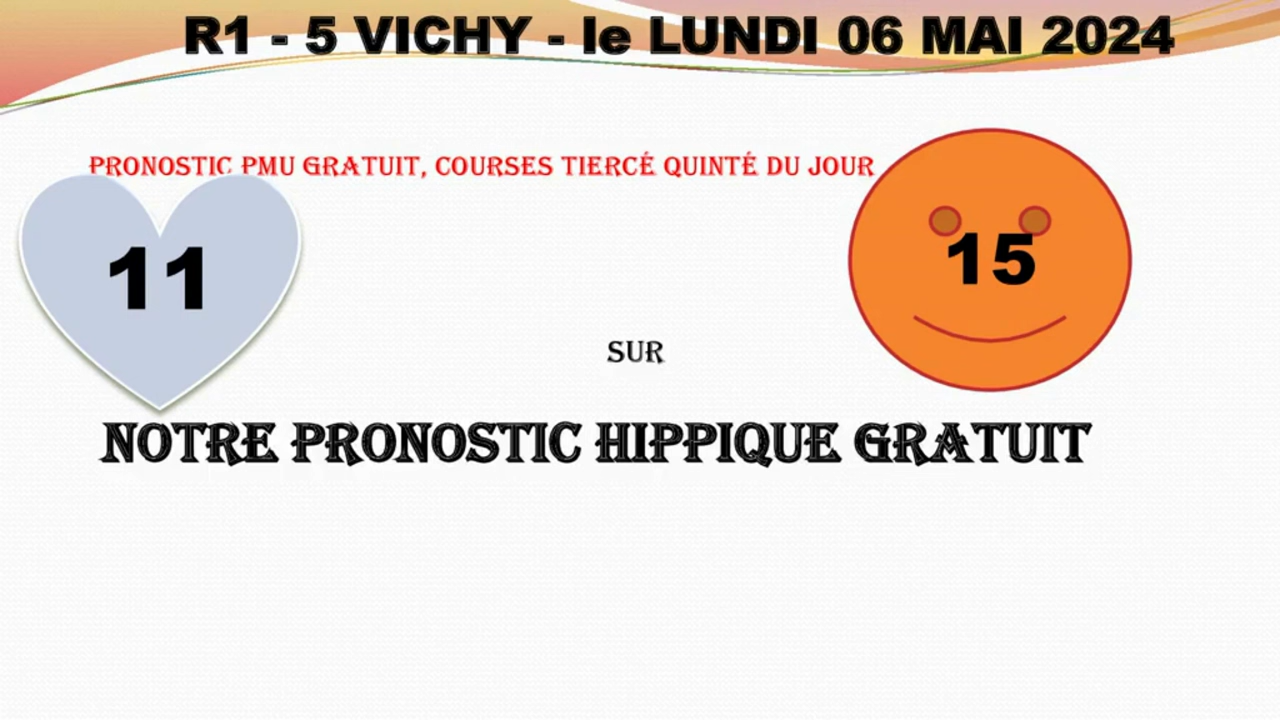 R1 - 5 VICHY - le LUNDI 06 MAI 2024
PRONOSTIC PMU GRATUIT, COURSES TIERCÉ QUINTÉ DU JOUR
11
15
SUR
NOTRE PRONOSTIC HIPPIQUE GRATUIT